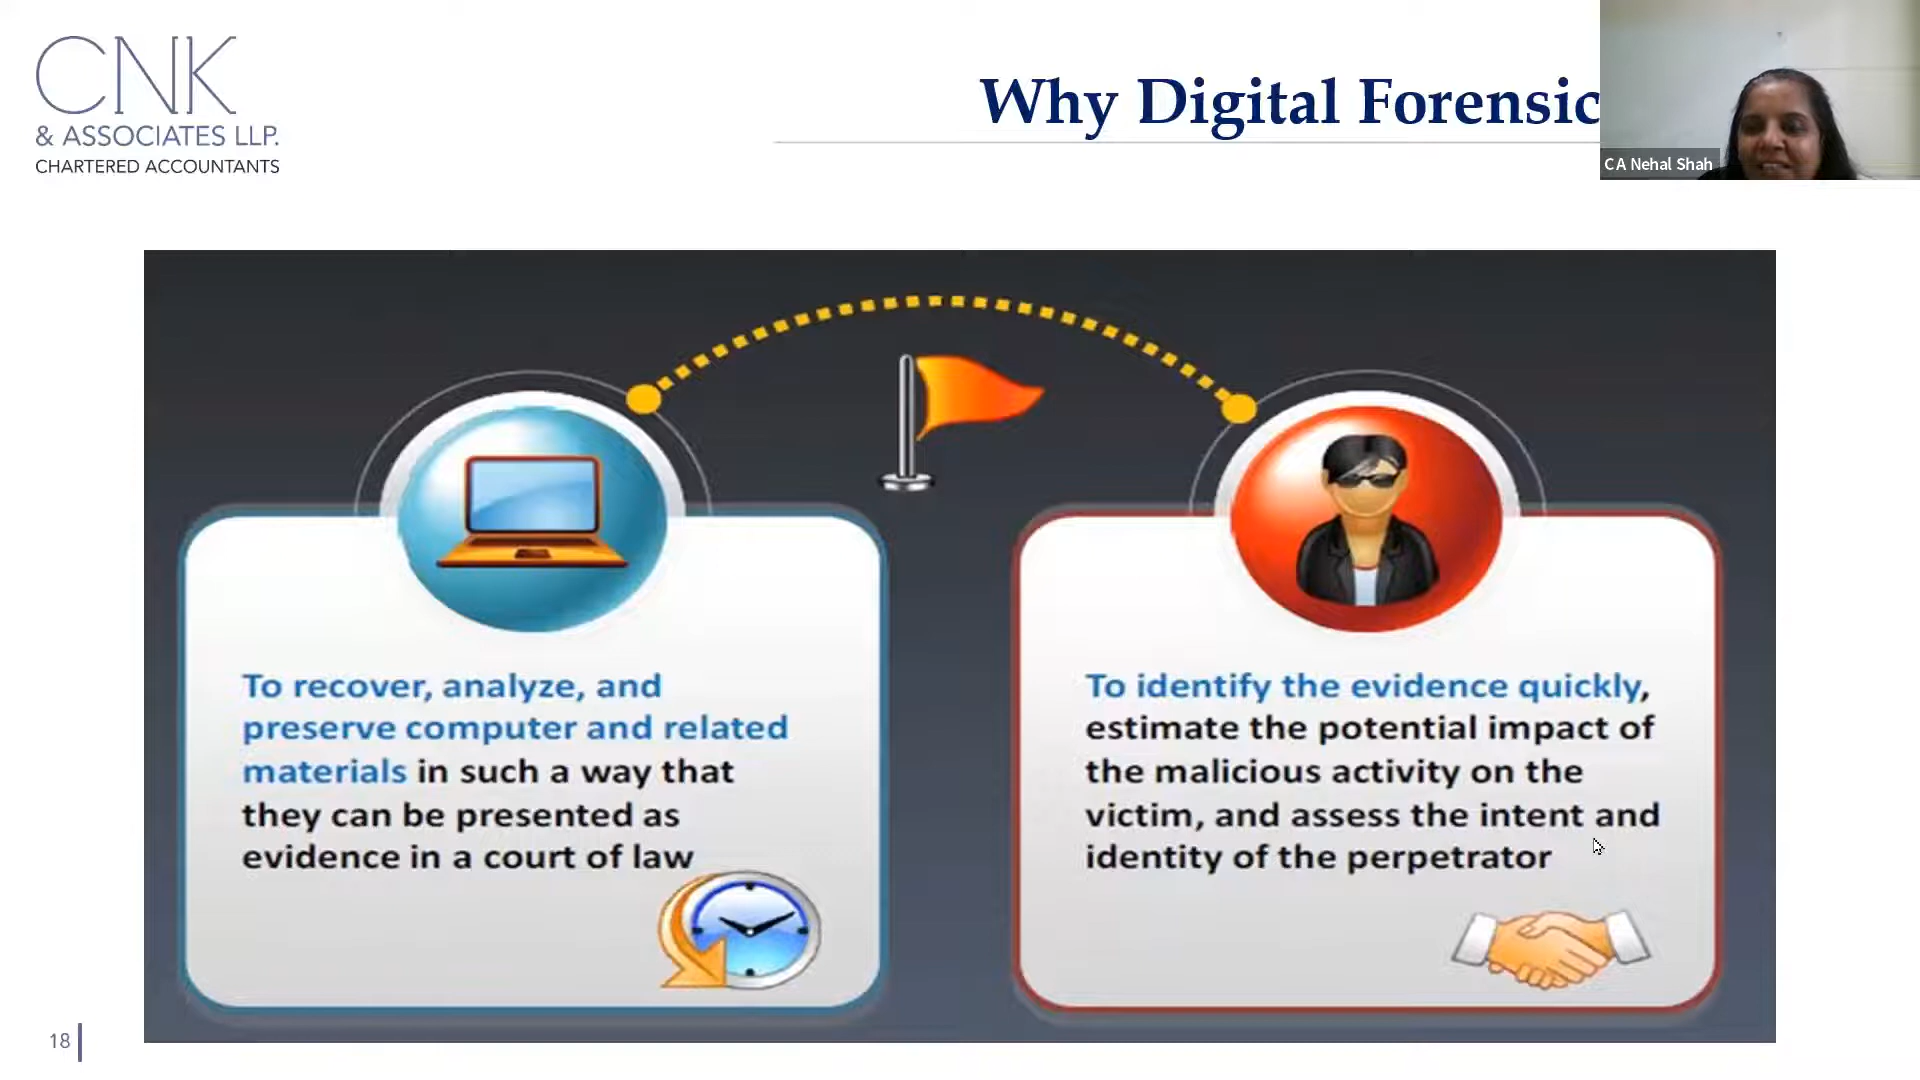 CNK
& ASSOCIATES LLP.
CHARTERED ACCOUNTANTS
Why Digital Forensic
C A Nehal Shah
To recover, analyze, and
preserve computer and related
materials in such a way that
they can be presented as
evidence in a court of law
To identify the evidence quickly,
estimate the potential impact of
the malicious activity on the
victim, and assess the intent and
identity of the perpetrator
18